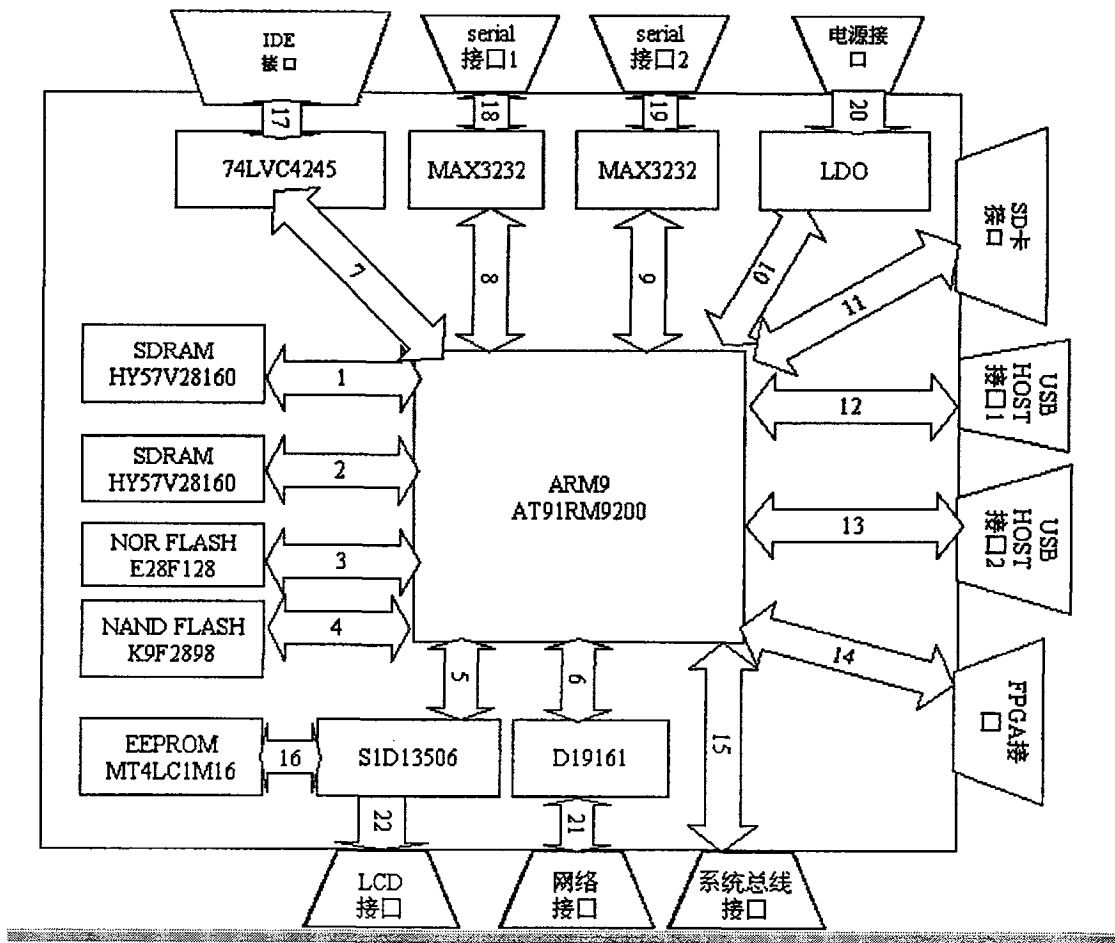 IDE
接口
serial
接口1
serial
接口2
电源接
口
17
18
19
20
74LVC4245
MAX3232
MAX3232
LDO
SD卡
接口
7
8
9
10
11
SDRAM
HY57V28160
1
12
USB
HOST
接口1
SDRAM
HY57V28160
2
ARM9
AT91RM9200
13
USB
HOST
接口2
NOR FLASH
E28F128
3
NAND FLASH
K9F2898
4
14
FPGA接
口
5
6
15
EEPROM
MT4LC1M16
16
S1D13506
D19161
22
21
LCD
接口
网络
接口
系统总线
接口